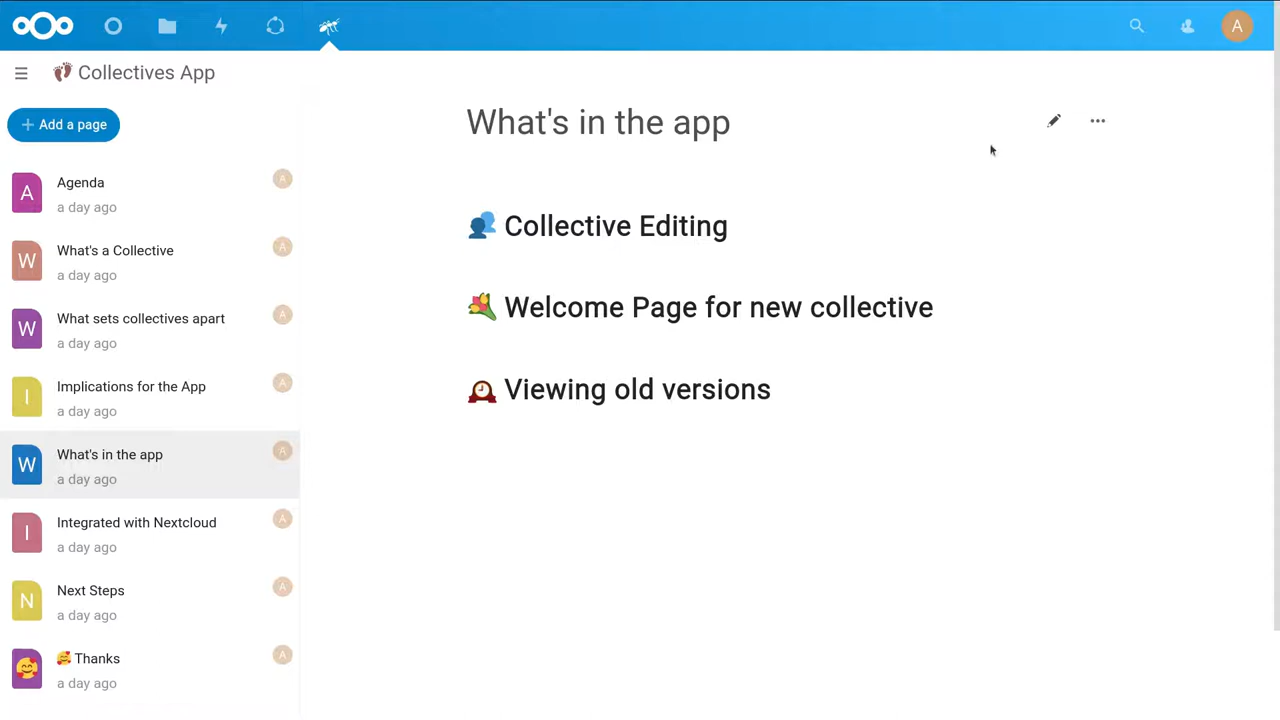 A
Collectives App
+ Add a page
A
Agenda
a day ago
A
W
What's a Collective
a day ago
A
W
What sets collectives apart
a day ago
A
I
Implications for the App
a day ago
A
W
What's in the app
a day ago
A
I
Integrated with Nextcloud
a day ago
A
N
Next Steps
a day ago
A
🥰 Thanks
a day ago
A
What's in the app
Collective Editing
Welcome Page for new collective
Viewing old versions